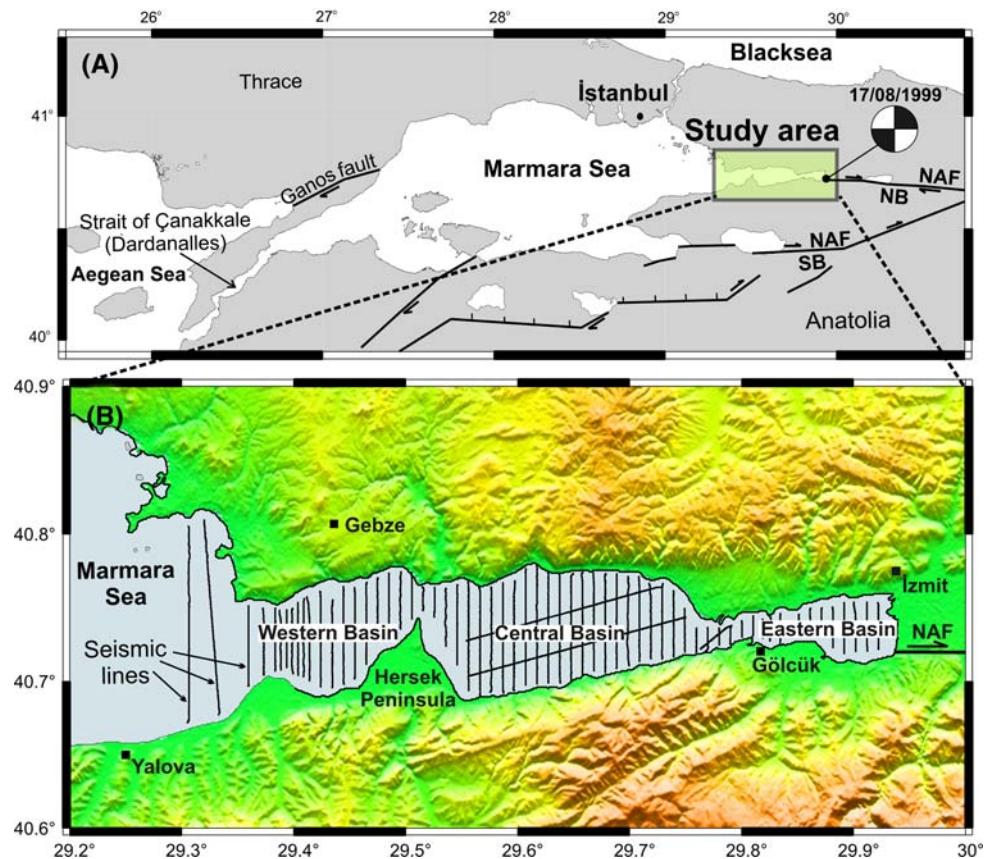 26° 27° 28° 29° 30°
(A)
Blacksea
Thrace
17/08/1999
İstanbul
41°
Study area
Ganos fault
Marmara Sea
NAF
NB
Strait of Çanakkale
(Dardanalles)
NAF
SB
Aegean Sea
Anatolia
40°
40.9°
(B)
Gebze
40.8°
Marmara
Sea
İzmit
Western Basin
Central Basin
Eastern Basin
NAF
Seismic
lines
Hersek
Peninsula
Gölcük
40.7°
Yalova
40.6°
29.2° 29.3° 29.4° 29.5° 29.6° 29.7° 29.8° 29.9° 30°